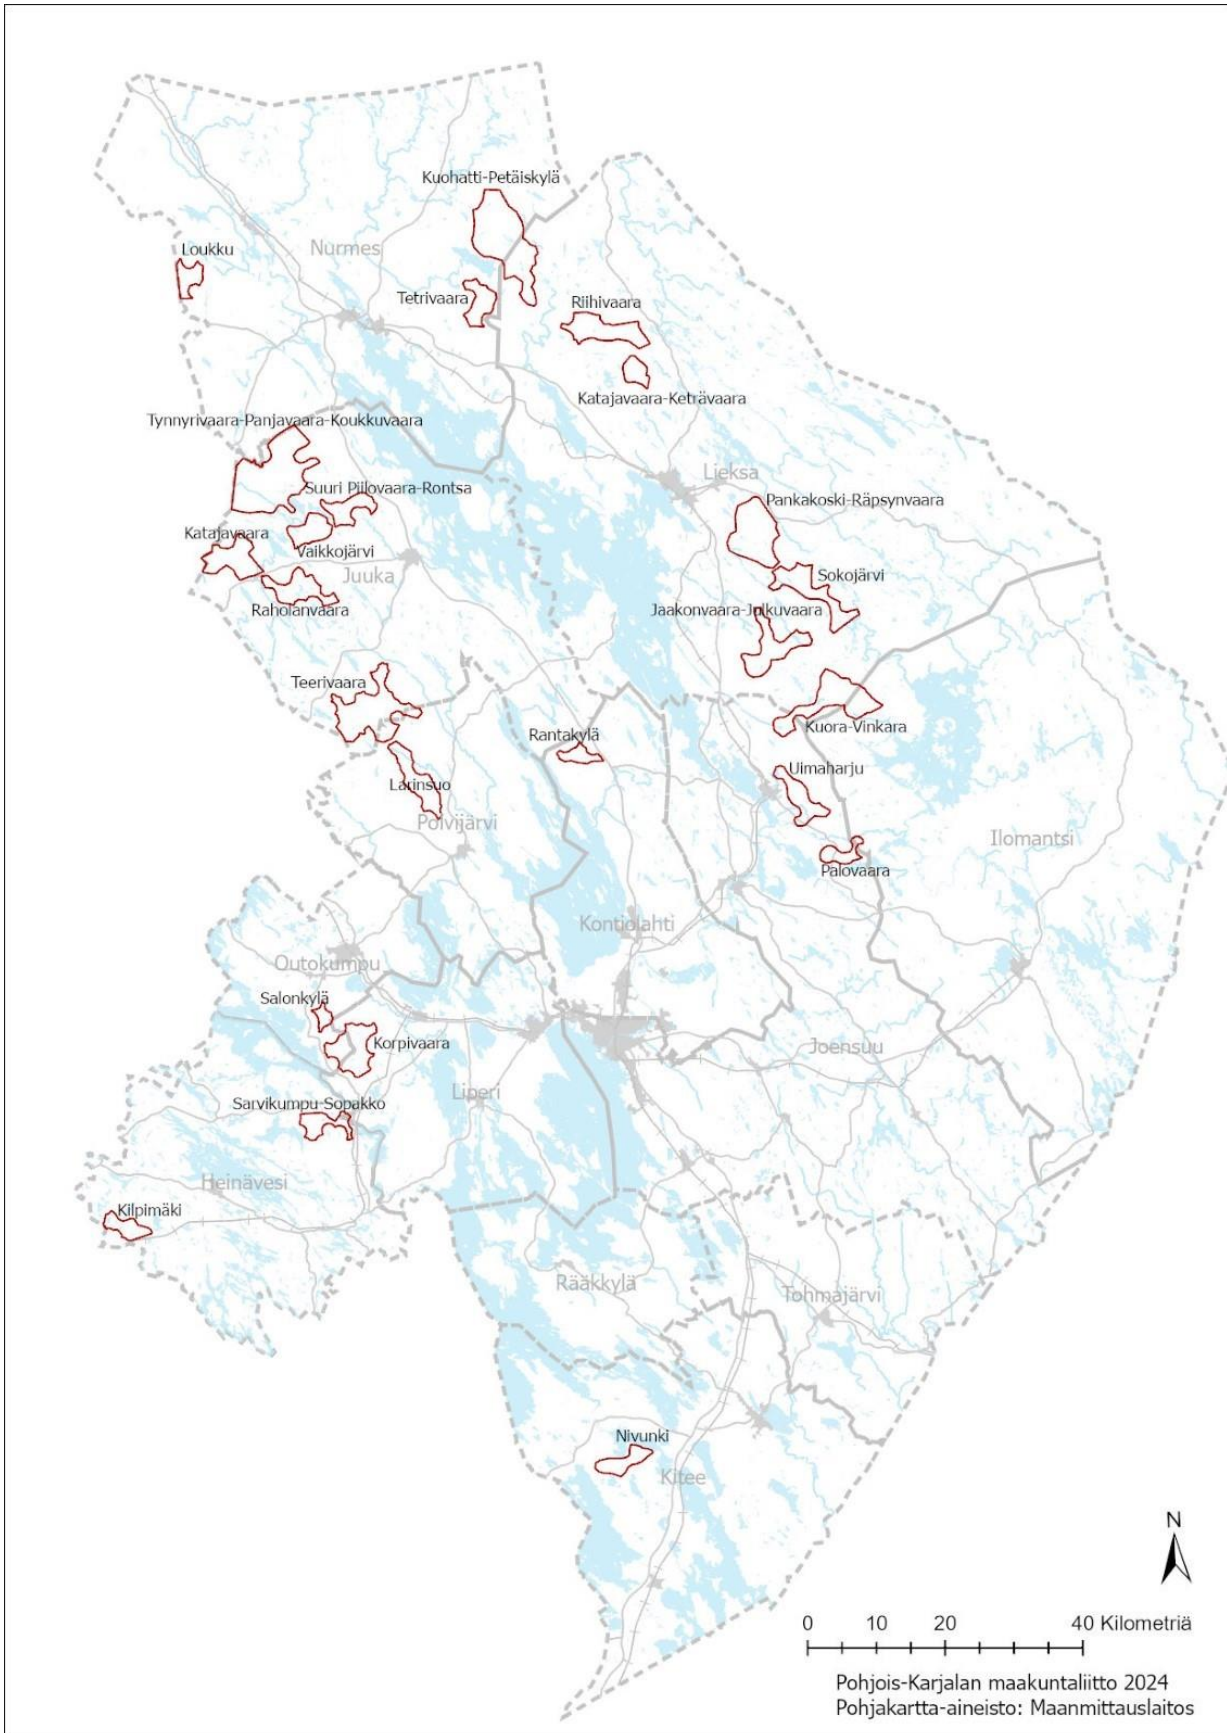 Kuohatti-Petäiskylä
Loukku
Nurmes
Tetrivaara
Riihivaara
Katajavaara-Keträvaara
Tynnyrivaara-Panjavaara-Koukkuvaara
Lieksa
Suuri Piilovaara-Rontsa
Pankakoski-Räpsynvaara
Katajavaara
Vaikkojärvi
Juuka
Sokojärvi
Raholanvaara
Jaakonvaara-Julkuvaara
Teerivaara
Kuora-Vinkara
Rantakylä
Uimaharju
Larinsuo
Polvijärvi
Ilomantsi
Palovaara
Kontiolahti
Outokumpu
Salonkylä
Korpivaara
Joensuu
Liperi
Sarvikumpu-Sopakko
Heinävesi
Kilpimäki
Rääkkylä
Tohmajärvi
Nivunki
Kitee
N
0 10 20 40 Kilometriä
Pohjois-Karjalan maakuntaliitto 2024
Pohjakartta-aineisto: Maanmittauslaitos